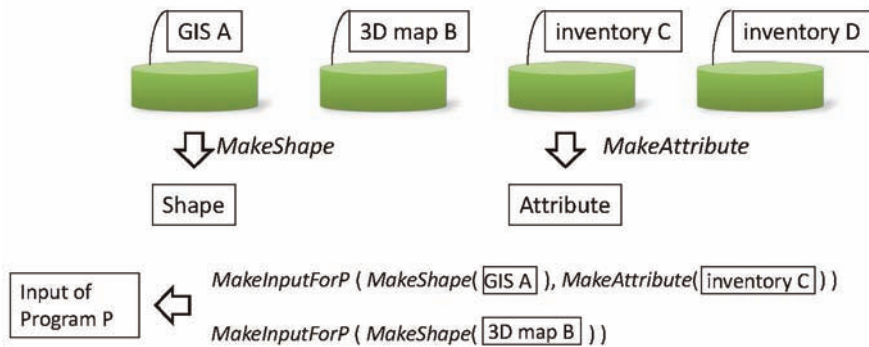 GIS A
3D map B
inventory C
inventory D
MakeShape
MakeAttribute
Shape
Attribute
Input of
Program P
MakeInputForP ( MakeShape( GIS A ), MakeAttribute( inventory C ) )
MakeInputForP ( MakeShape( 3D map B ) )